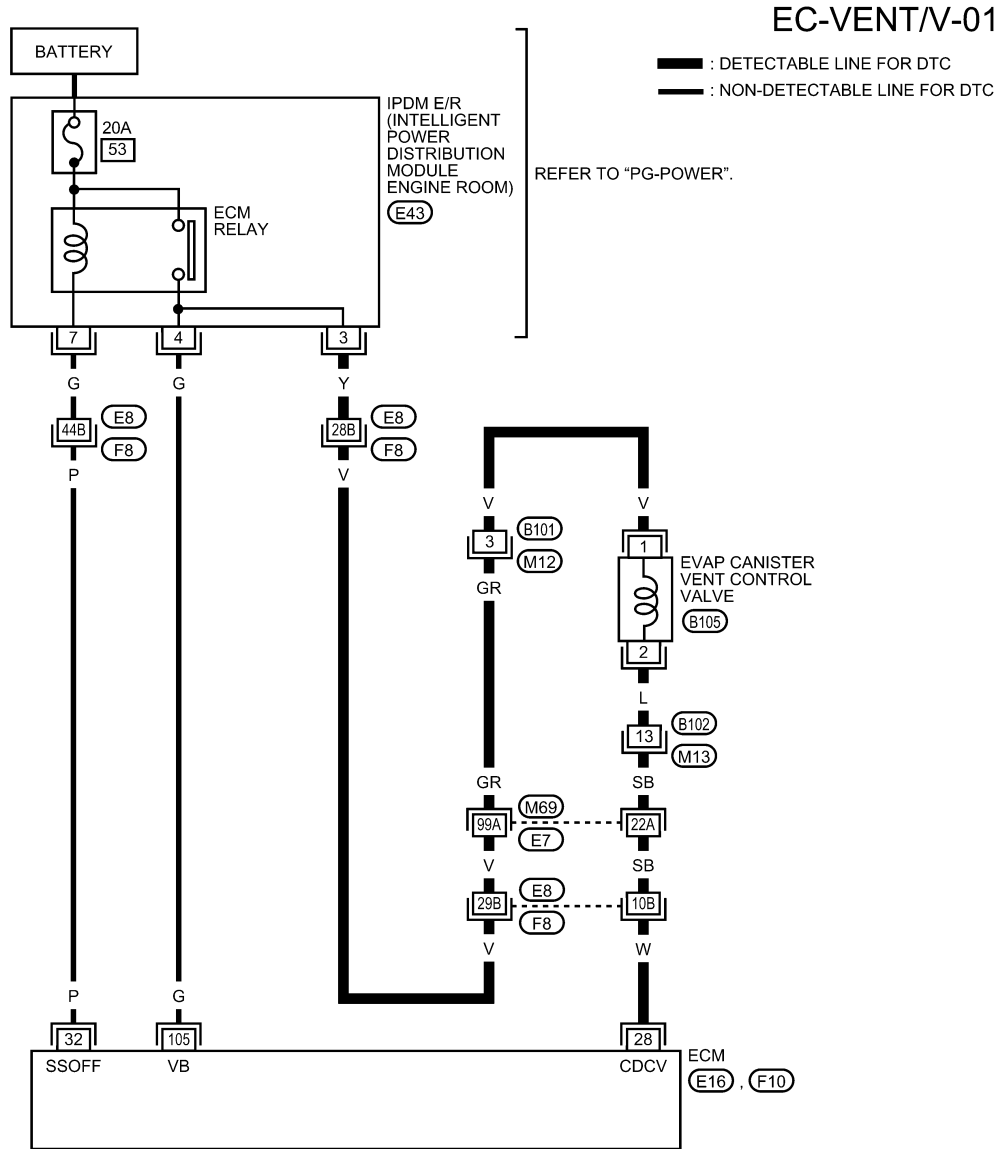 EC-VENT/V-01
BATTERY
: DETECTABLE LINE FOR DTC
: NON-DETECTABLE LINE FOR DTC
IPDM E/R
(INTELLIGENT
POWER
DISTRIBUTION
MODULE
ENGINE ROOM)
E43
20A
53
REFER TO “PG-POWER”.
ECM
RELAY
7
4
3
G
G
Y
44B
E8
F8
28B
E8
F8
P
V
V
V
3
B101
M12
1
GR
EVAP CANISTER
VENT CONTROL
VALVE
B105
2
L
13
B102
M13
GR
SB
99A
M69
E7
22A
V
SB
29B
E8
F8
10B
V
W
P
G
32
105
28
SSOFF
VB
CDCV
ECM
E16 , F10